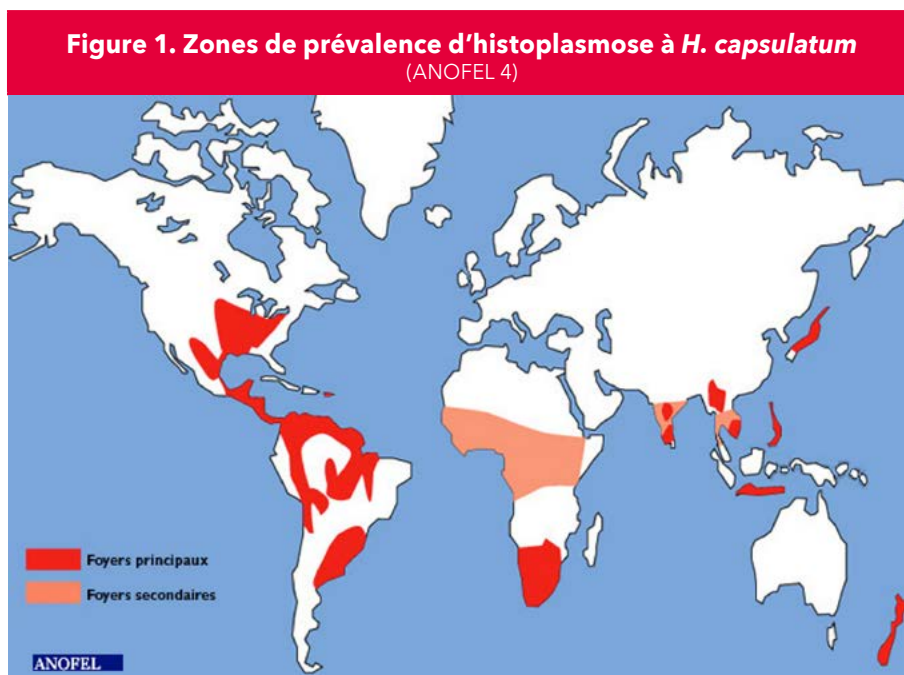 Figure 1. Zones de prévalence d’histoplasmose à H. capsulatum
(ANOFEL 4)
Foyers principaux
Foyers secondaires
ANOFEL